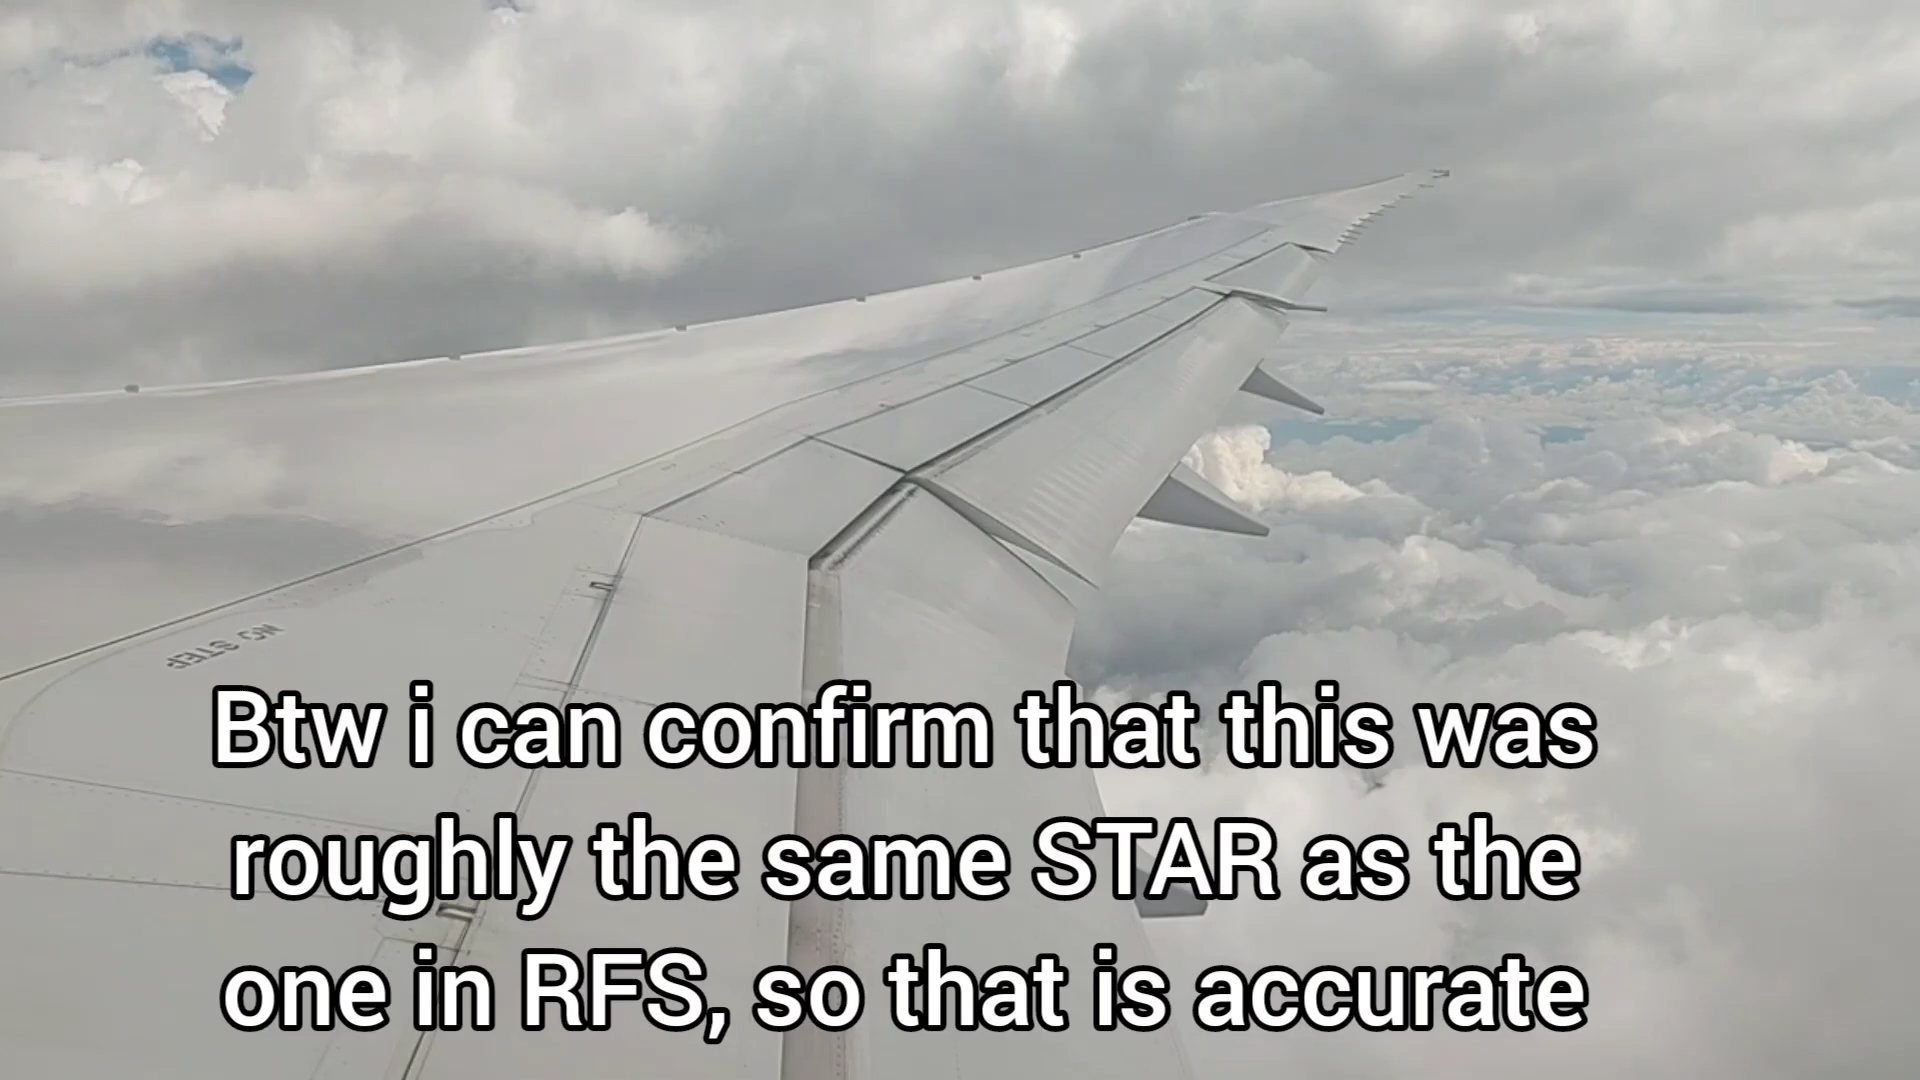 NO STEP
Btw i can confirm that this was
roughly the same STAR as the
one in RFS, so that is accurate